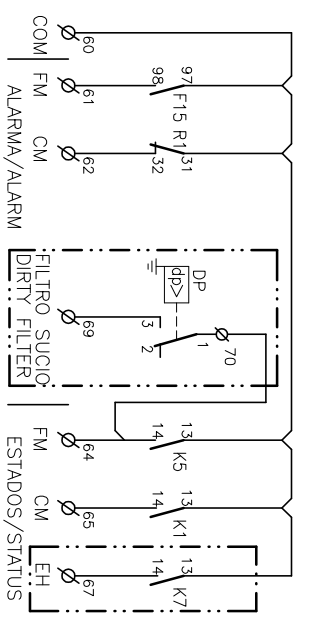 COM
60
FM
61
98
97
F15
CM
62
32
31
R1
ALARMA/ALARM
FILTRO SUCIO
DIRTY FILTER
DP
dp>
69
3
2
1
70
FM
64
14
13
K5
CM
65
14
13
K1
EH
67
14
13
K7
ESTADOS/STATUS